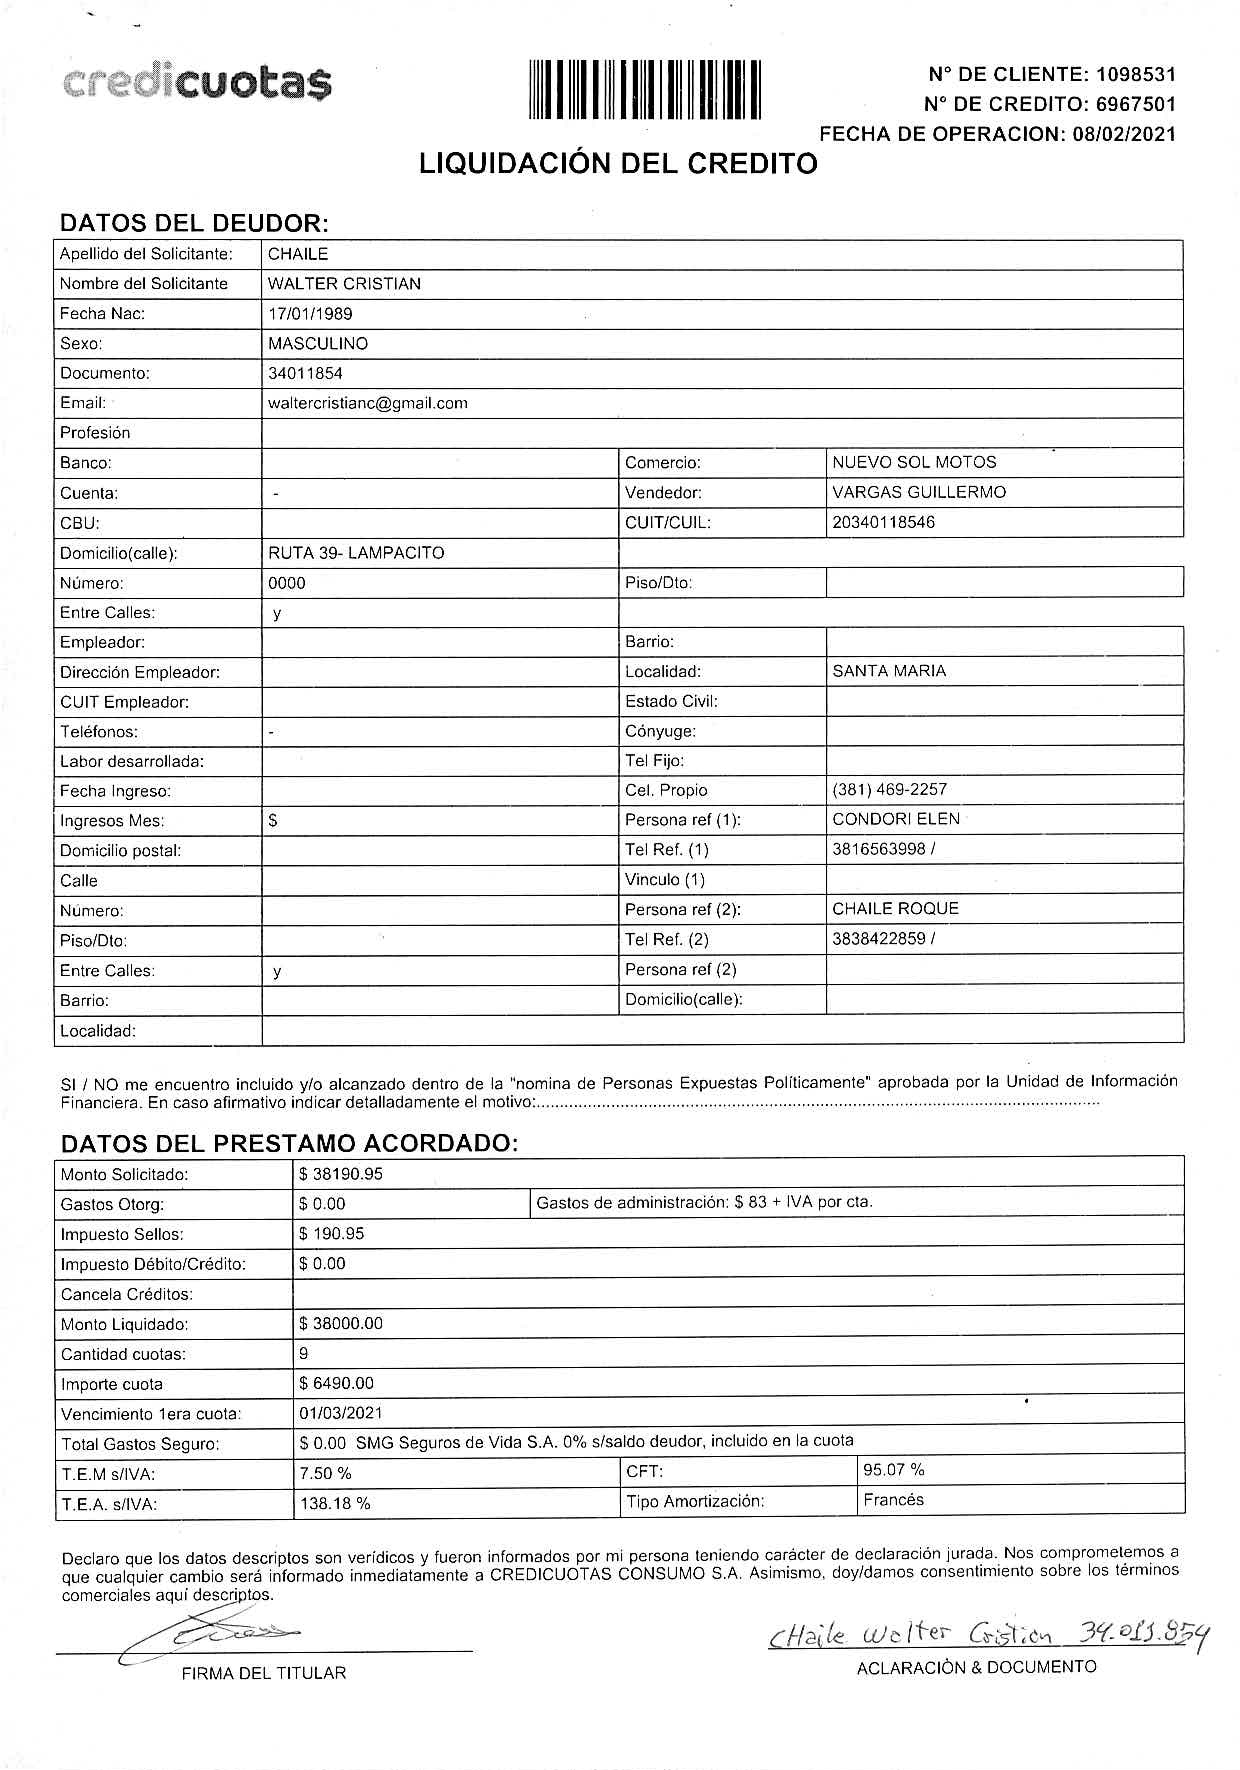 credicuotas
N° DE CLIENTE: 1098531
N° DE CREDITO: 6967501
FECHA DE OPERACION: 08/02/2021
LIQUIDACIÓN DEL CREDITO
DATOS DEL DEUDOR:
Apellido del Solicitante: CHAILE
Nombre del Solicitante WALTER CRISTIAN
Fecha Nac: 17/01/1989
Sexo: MASCULINO
Documento: 34011854
Email: waltercristianc@gmail.com
Profesión
Banco: Comercio: NUEVO SOL MOTOS
Cuenta: - Vendedor: VARGAS GUILLERMO
CBU: CUIT/CUIL: 20340118546
Domicilio(calle): RUTA 39- LAMPACITO
Número: 0000 Piso/Dto:
Entre Calles: y
Empleador: Barrio:
Dirección Empleador: Localidad: SANTA MARIA
CUIT Empleador: Estado Civil:
Teléfonos: - Cónyuge:
Labor desarrollada: Tel Fijo:
Fecha Ingreso: Cel. Propio (381) 469-2257
Ingresos Mes: $ Persona ref (1): CONDORI ELEN
Domicilio postal: Tel Ref. (1) 3816563998 /
Calle Vinculo (1)
Número: Persona ref (2): CHAILE ROQUE
Piso/Dto: Tel Ref. (2) 3838422859 /
Entre Calles: y Persona ref (2)
Barrio: Domicilio(calle):
Localidad:
SI / NO me encuentro incluido y/o alcanzado dentro de la "nomina de Personas Expuestas Políticamente" aprobada por la Unidad de Información
Financiera. En caso afirmativo indicar detalladamente el motivo:..........................................................................................................
DATOS DEL PRESTAMO ACORDADO:
Monto Solicitado: $ 38190.95
Gastos Otorg: $ 0.00 Gastos de administración: $ 83 + IVA por cta.
Impuesto Sellos: $ 190.95
Impuesto Débito/Crédito: $ 0.00
Cancela Créditos:
Monto Liquidado: $ 38000.00
Cantidad cuotas: 9
Importe cuota $ 6490.00
Vencimiento 1era cuota: 01/03/2021
Total Gastos Seguro: $ 0.00 SMG Seguros de Vida S.A. 0% s/saldo deudor, incluido en la cuota
T.E.M s/IVA: 7.50 % CFT: 95.07 %
T.E.A. s/IVA: 138.18 % Tipo Amortización: Francés
Declaro que los datos descriptos son verídicos y fueron informados por mi persona teniendo carácter de declaración jurada. Nos comprometemos a
que cualquier cambio será informado inmediatamente a CREDICUOTAS CONSUMO S.A. Asimismo, doy/damos consentimiento sobre los términos
comerciales aquí descriptos.
CHaile Walter Cristian 34.011.854
FIRMA DEL TITULAR
ACLARACIÓN & DOCUMENTO